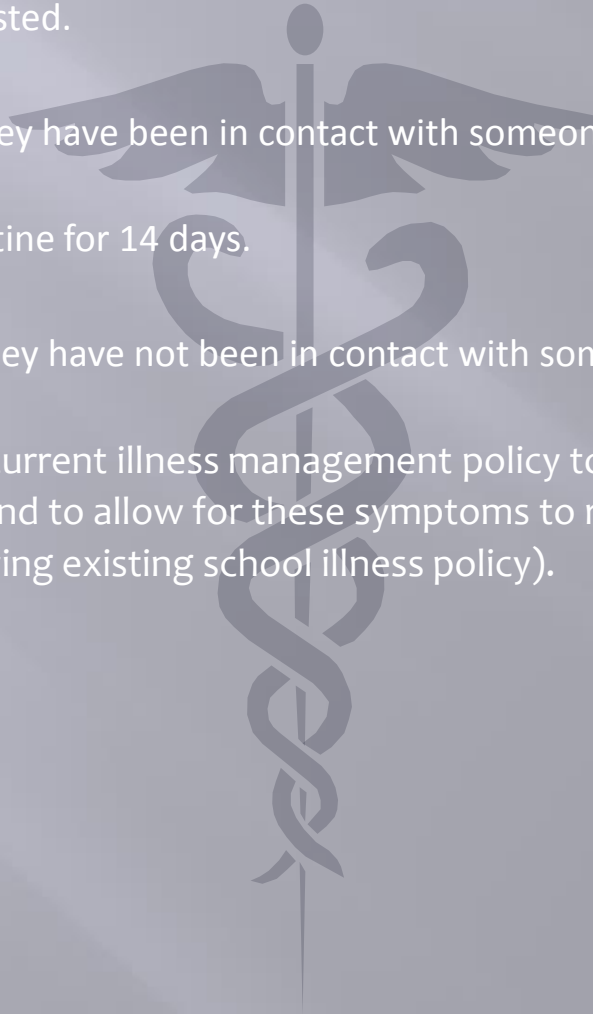 sted.
ey have been in contact with someon
tine for 14 days.
ey have not been in contact with som
urrent illness management policy to
nd to allow for these symptoms to r
ing existing school illness policy).